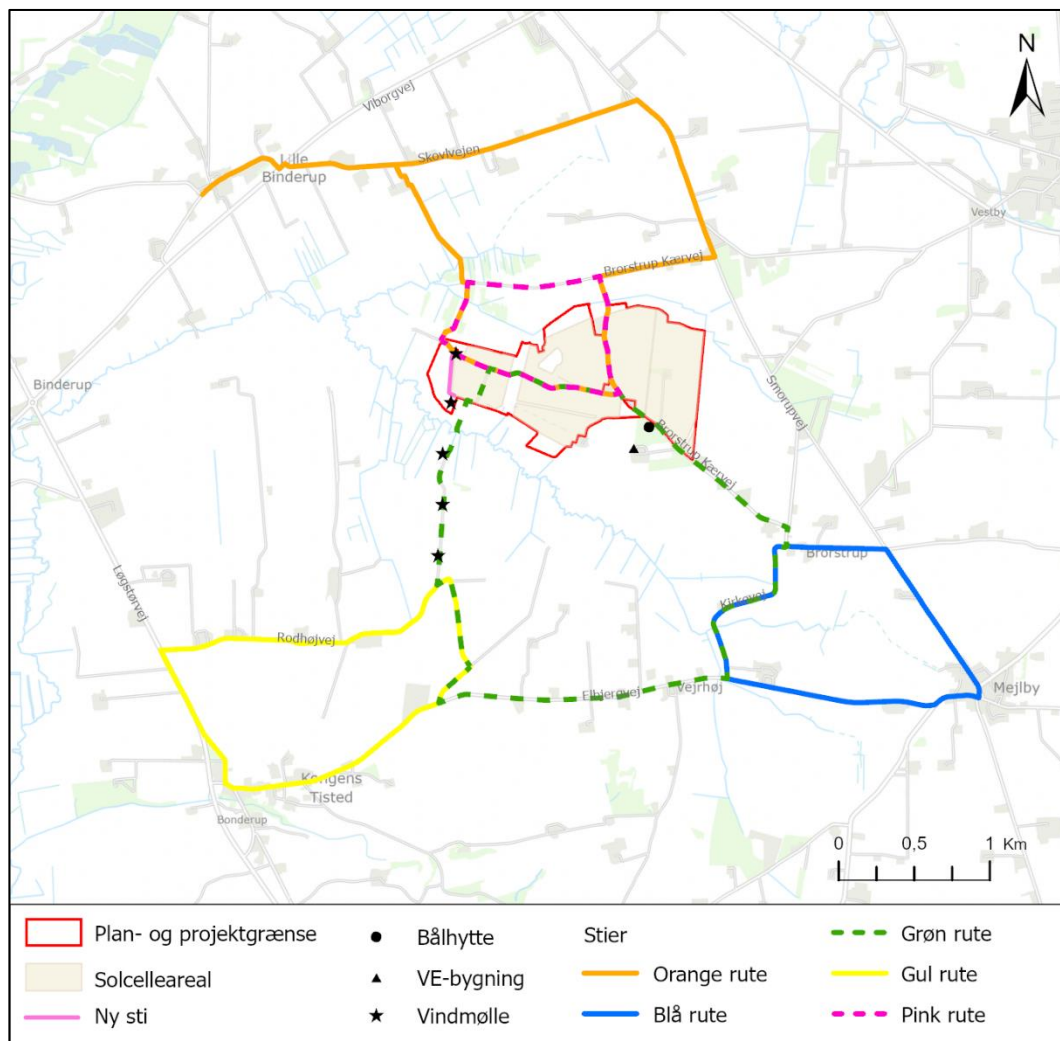 N
Viborgvej
Skovlvejen
Lille
Binderup
Vestby
Brorstrup Kærvej
Binderup
Smorupvej
Brorstrup Kærvej
Brorstrup
Løgstørvej
Kirkevej
Rodhøjvej
Elbjergvej
Vejrhøj
Mejlby
Kongens
Tisted
Bonderup
0 0,5 1 Km
Plan- og projektgrænse
Solcelleareal
Ny sti
Bålhytte
VE-bygning
Vindmølle
Stier
Orange rute
Blå rute
Grøn rute
Gul rute
Pink rute